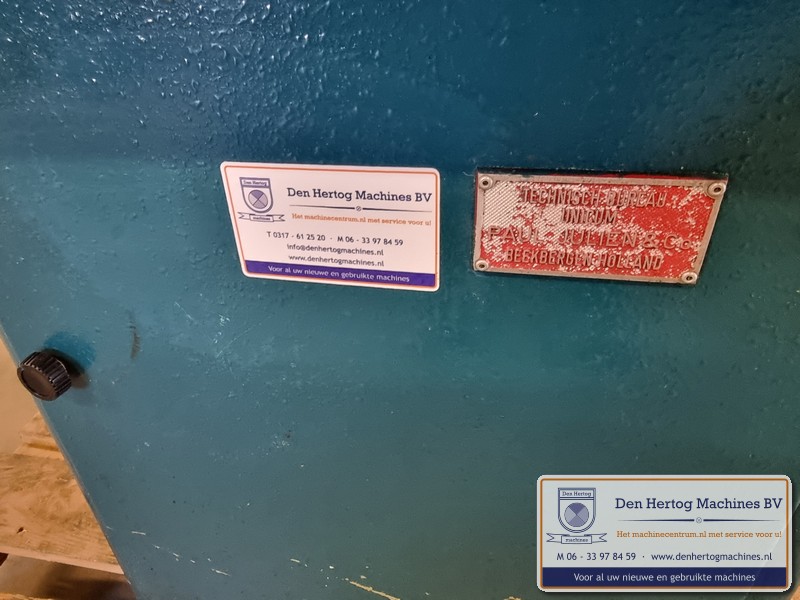 Den Hertog
machines
Den Hertog Machines BV
Het machinecentrum.nl met service voor u!
T 0317 - 61 25 20 · M 06 - 33 97 84 59
info@denhertogmachines.nl
www.denhertogmachines.nl
Voor al uw nieuwe en gebruikte machines
TECHNISCH BUREAU
UNICUM
PAUL JULIEN & Co
BEEKBERGEN HOLLAND
Den Hertog
machines
Den Hertog Machines BV
Het machinecentrum.nl met service voor u!
M 06 - 33 97 84 59 · www.denhertogmachines.nl
Voor al uw nieuwe en gebruikte machines